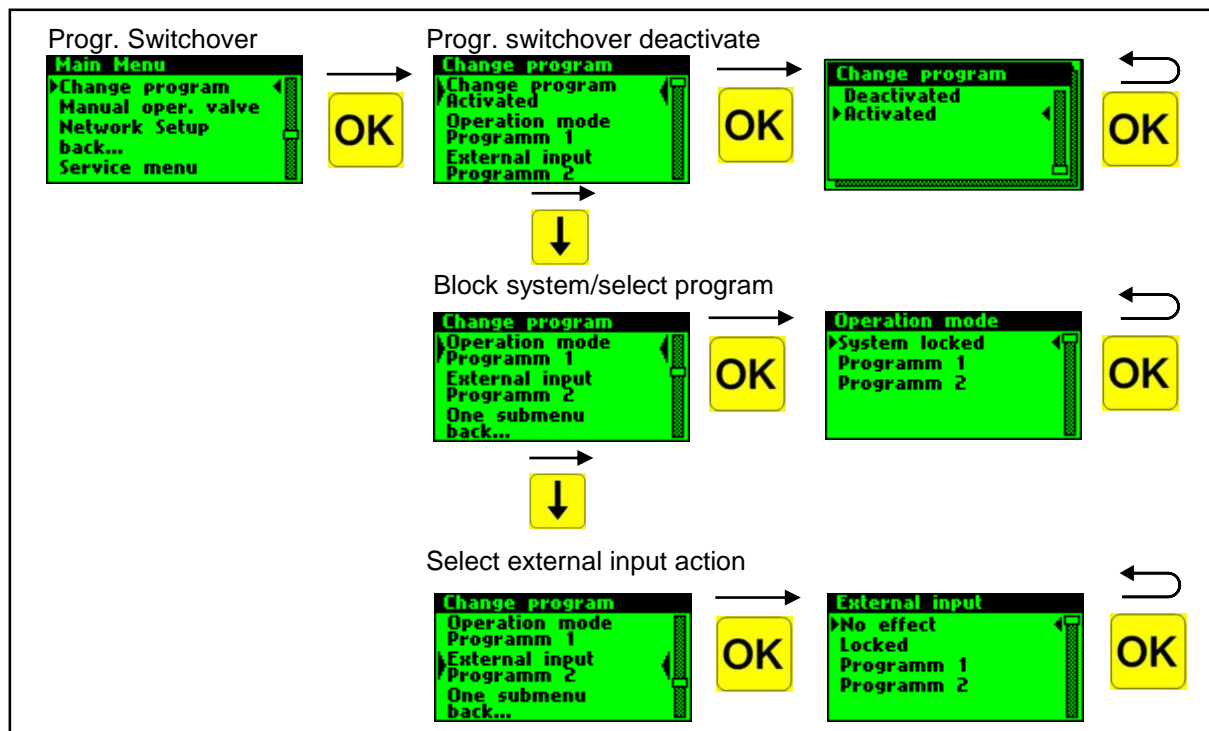 Progr. Switchover
Main Menu
Change program
Manual oper. valve
Network Setup
back...
Service menu
OK
Progr. switchover deactivate
Change program
Change program
Activated
Operation mode
Programm 1
External input
Programm 2
OK
Change program
Deactivated
Activated
OK
Block system/select program
Change program
Operation mode
Programm 1
External input
Programm 2
One submenu
back...
OK
Operation mode
System locked
Programm 1
Programm 2
OK
Select external input action
Change program
Operation mode
Programm 1
External input
Programm 2
One submenu
back...
OK
External input
No effect
Locked
Programm 1
Programm 2
OK